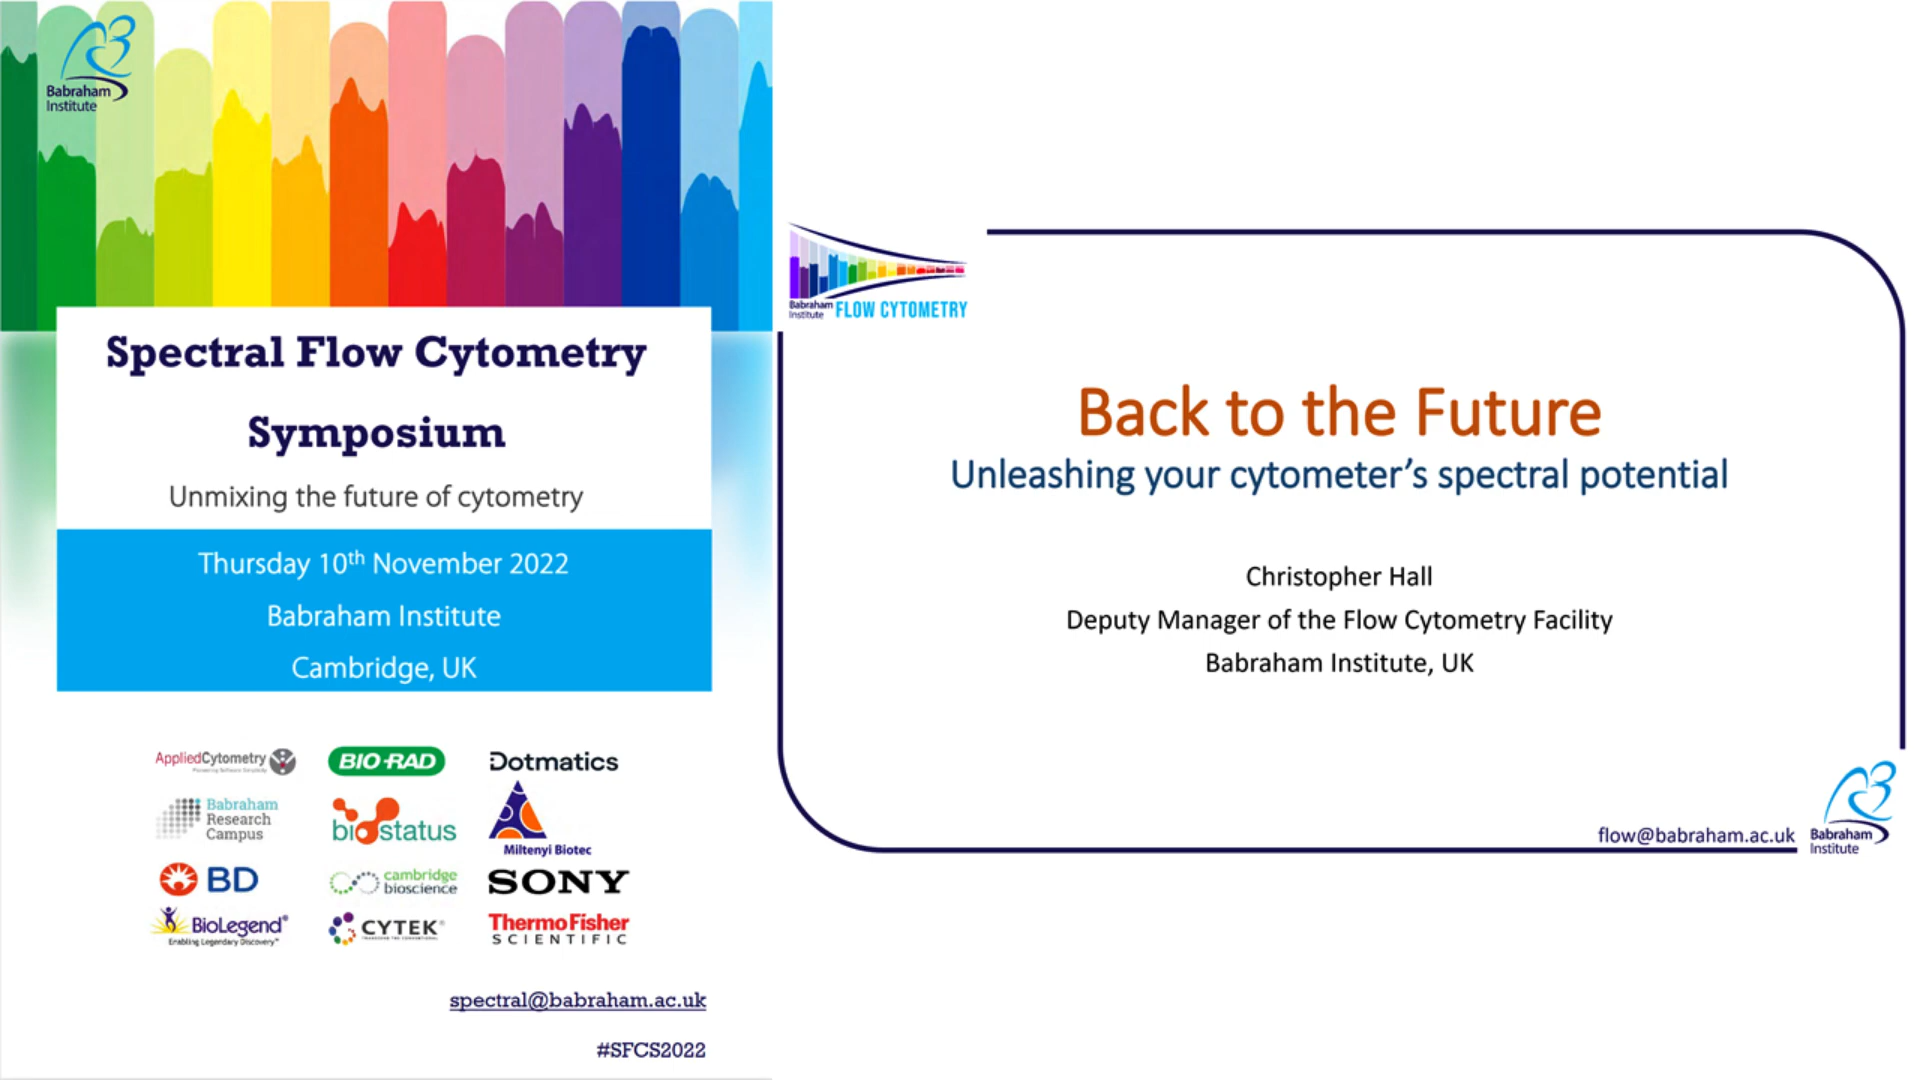 Babraham
Institute
Spectral Flow Cytometry
Symposium
Unmixing the future of cytometry
Thursday 10th November 2022
Babraham Institute
Cambridge, UK
AppliedCytometry
BIO-RAD
Dotmatics
Babraham
Research
Campus
biostatus
Miltenyi Biotec
BD
cambridge
bioscience
SONY
BioLegend®
Enabling Legendary Discovery™
CYTEK®
ThermoFisher
SCIENTIFIC
spectral@babraham.ac.uk
#SFCS2022
Babraham
Institute
FLOW CYTOMETRY
Back to the Future
Unleashing your cytometer’s spectral potential
Christopher Hall
Deputy Manager of the Flow Cytometry Facility
Babraham Institute, UK
flow@babraham.ac.uk
Babraham
Institute